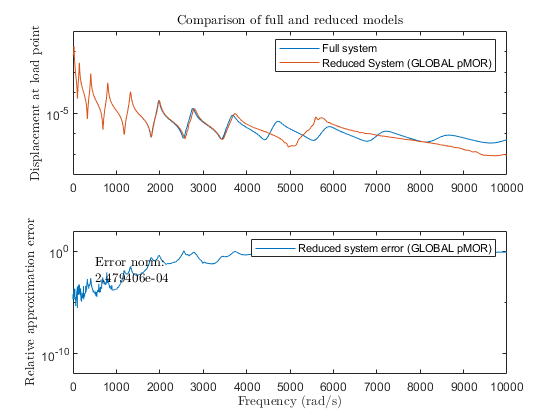 Comparison of full and reduced models
Displacement at load point
10^-5
Full system
Reduced System (GLOBAL pMOR)
0 1000 2000 3000 4000 5000 6000 7000 8000 9000 10000
Relative approximation error
10^0
10^-10
Reduced system error (GLOBAL pMOR)
Error norm:
2.479406e-04
0 1000 2000 3000 4000 5000 6000 7000 8000 9000 10000
Frequency (rad/s)